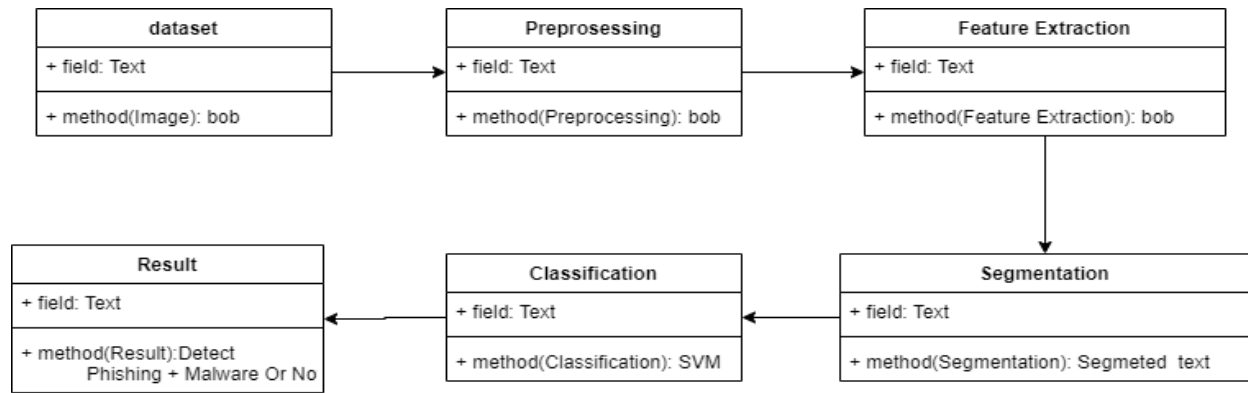 dataset
+ field: Text
+ method(Image): bob
Preprosessing
+ field: Text
+ method(Preprocessing): bob
Feature Extraction
+ field: Text
+ method(Feature Extraction): bob
Segmentation
+ field: Text
+ method(Segmentation): Segmeted text
Classification
+ field: Text
+ method(Classification): SVM
Result
+ field: Text
+ method(Result):Detect
Phishing + Malware Or No